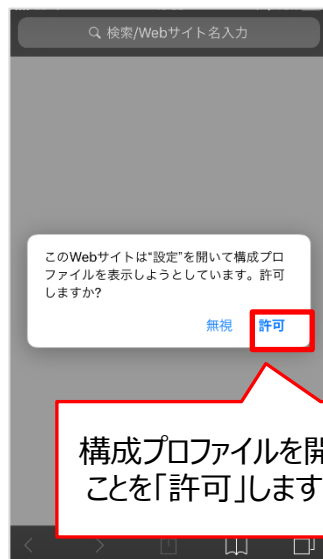 検索/Webサイト名入力
このWebサイトは“設定”を開いて構成プロ
ファイルを表示しようとしています。許可
しますか?
無視 許可
構成プロファイルを開
ことを「許可」します